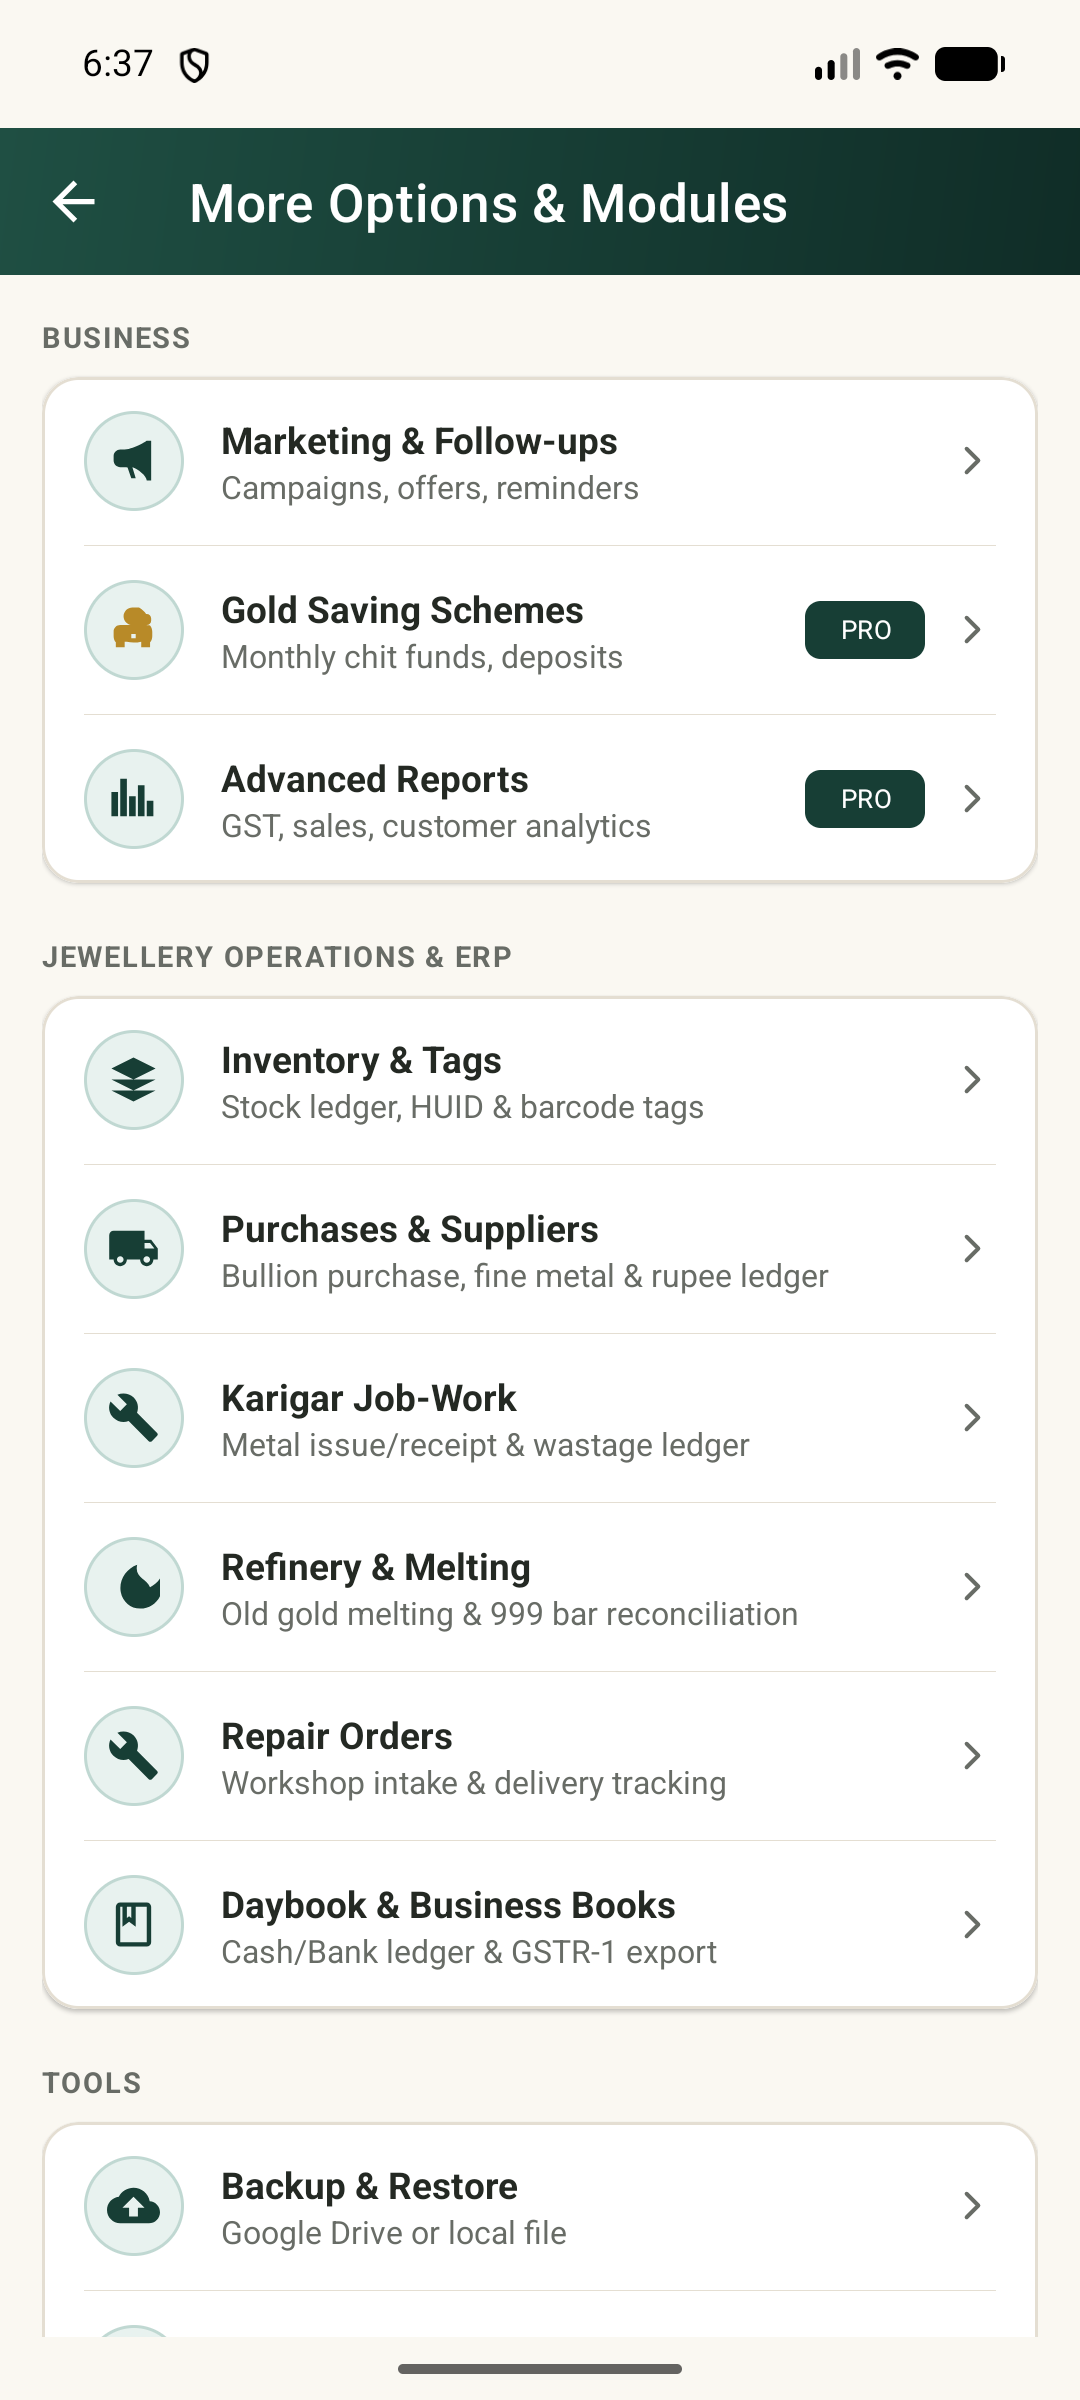 6:37
More Options & Modules
BUSINESS
Marketing & Follow-ups
Campaigns, offers, reminders
Gold Saving Schemes
Monthly chit funds, deposits
PRO
Advanced Reports
GST, sales, customer analytics
PRO
JEWELLERY OPERATIONS & ERP
Inventory & Tags
Stock ledger, HUID & barcode tags
Purchases & Suppliers
Bullion purchase, fine metal & rupee ledger
Karigar Job-Work
Metal issue/receipt & wastage ledger
Refinery & Melting
Old gold melting & 999 bar reconciliation
Repair Orders
Workshop intake & delivery tracking
Daybook & Business Books
Cash/Bank ledger & GSTR-1 export
TOOLS
Backup & Restore
Google Drive or local file